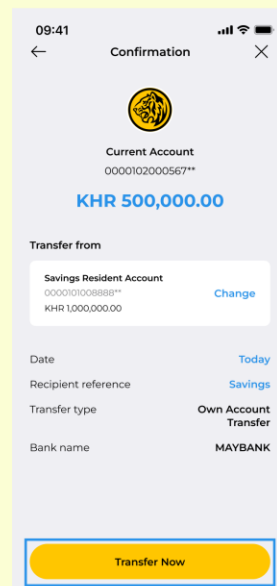 09:41
Confirmation
Current Account
0000102000567**
KHR 500,000.00
Transfer from
Savings Resident Account
0000101008888**
Change
KHR 1,000,000.00
Date Today
Recipient reference Savings
Transfer type Own Account
Transfer
Bank name MAYBANK
Transfer Now